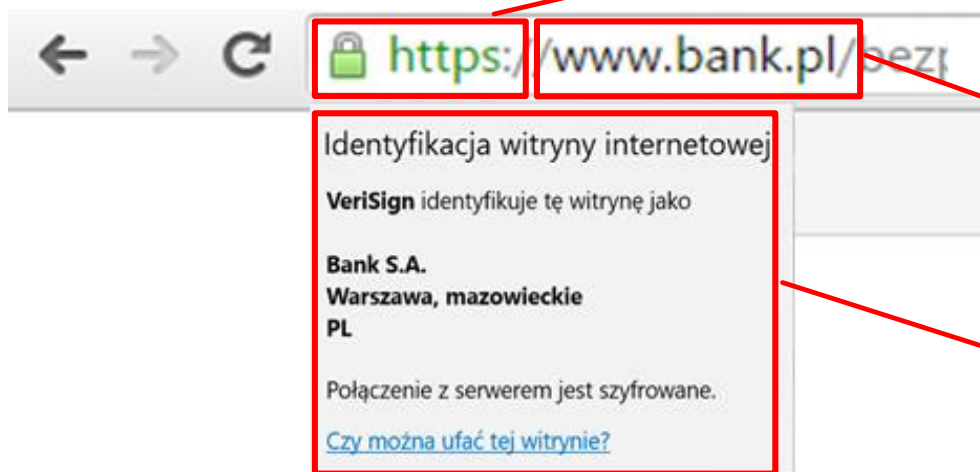 https://www.bank.pl/bezp
Identyfikacja witryny internetowej
VeriSign identyfikuje tę witrynę jako
Bank S.A.
Warszawa, mazowieckie
PL
Połączenie z serwerem jest szyfrowane.
Czy można ufać tej witrynie?